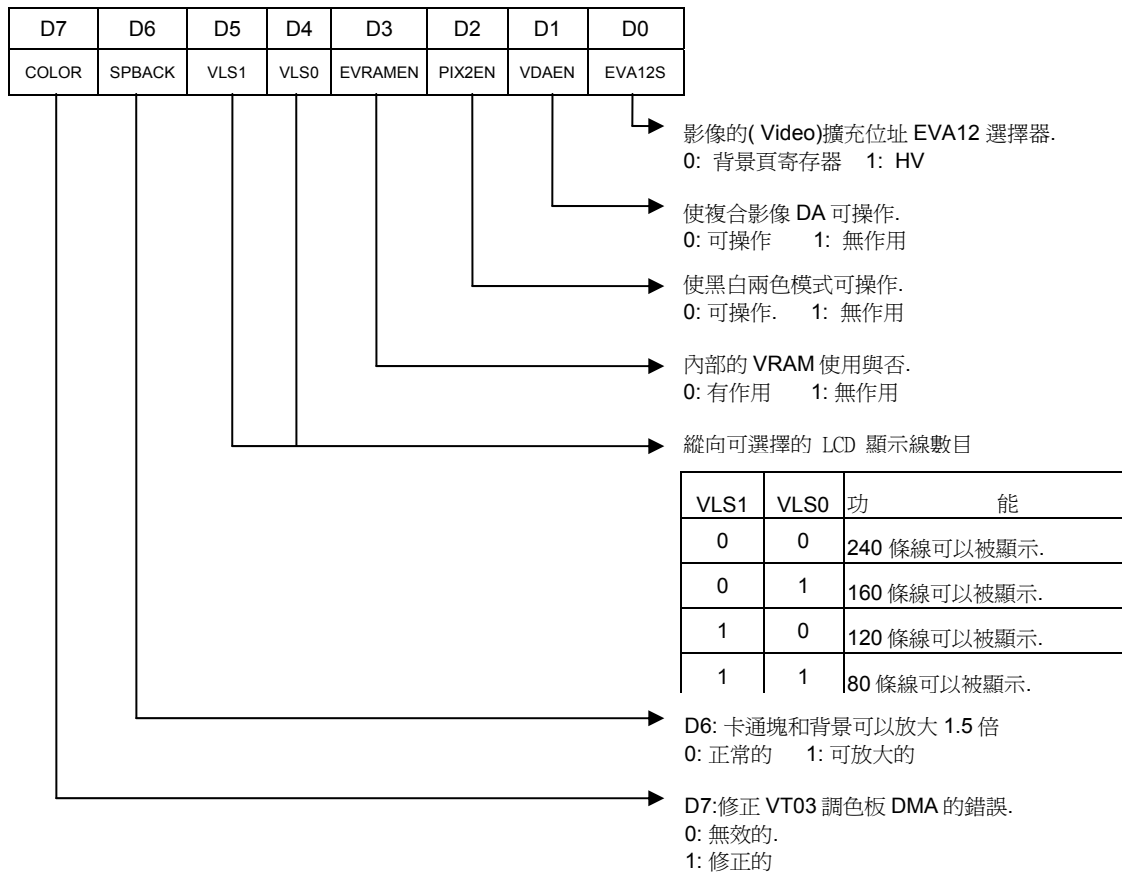 D7 D6 D5 D4 D3 D2 D1 D0
COLOR SPBACK VLS1 VLS0 EVRAMEN PIX2EN VDAEN EVA12S
影像的( Video)擴充位址 EVA12 選擇器.
0: 背景頁寄存器 1: HV
使複合影像 DA 可操作.
0: 可操作 1: 無作用
使黑白兩色模式可操作.
0: 可操作. 1: 無作用
內部的 VRAM 使用與否.
0: 有作用 1: 無作用
縱向可選擇的 LCD 顯示線數目
VLS1 VLS0 功 能
0 0 240 條線可以被顯示.
0 1 160 條線可以被顯示.
1 0 120 條線可以被顯示.
1 1 80 條線可以被顯示.
D6: 卡通塊和背景可以放大 1.5 倍
0: 正常的 1: 可放大的
D7:修正 VT03 調色板 DMA 的錯誤.
0: 無效的.
1: 修正的